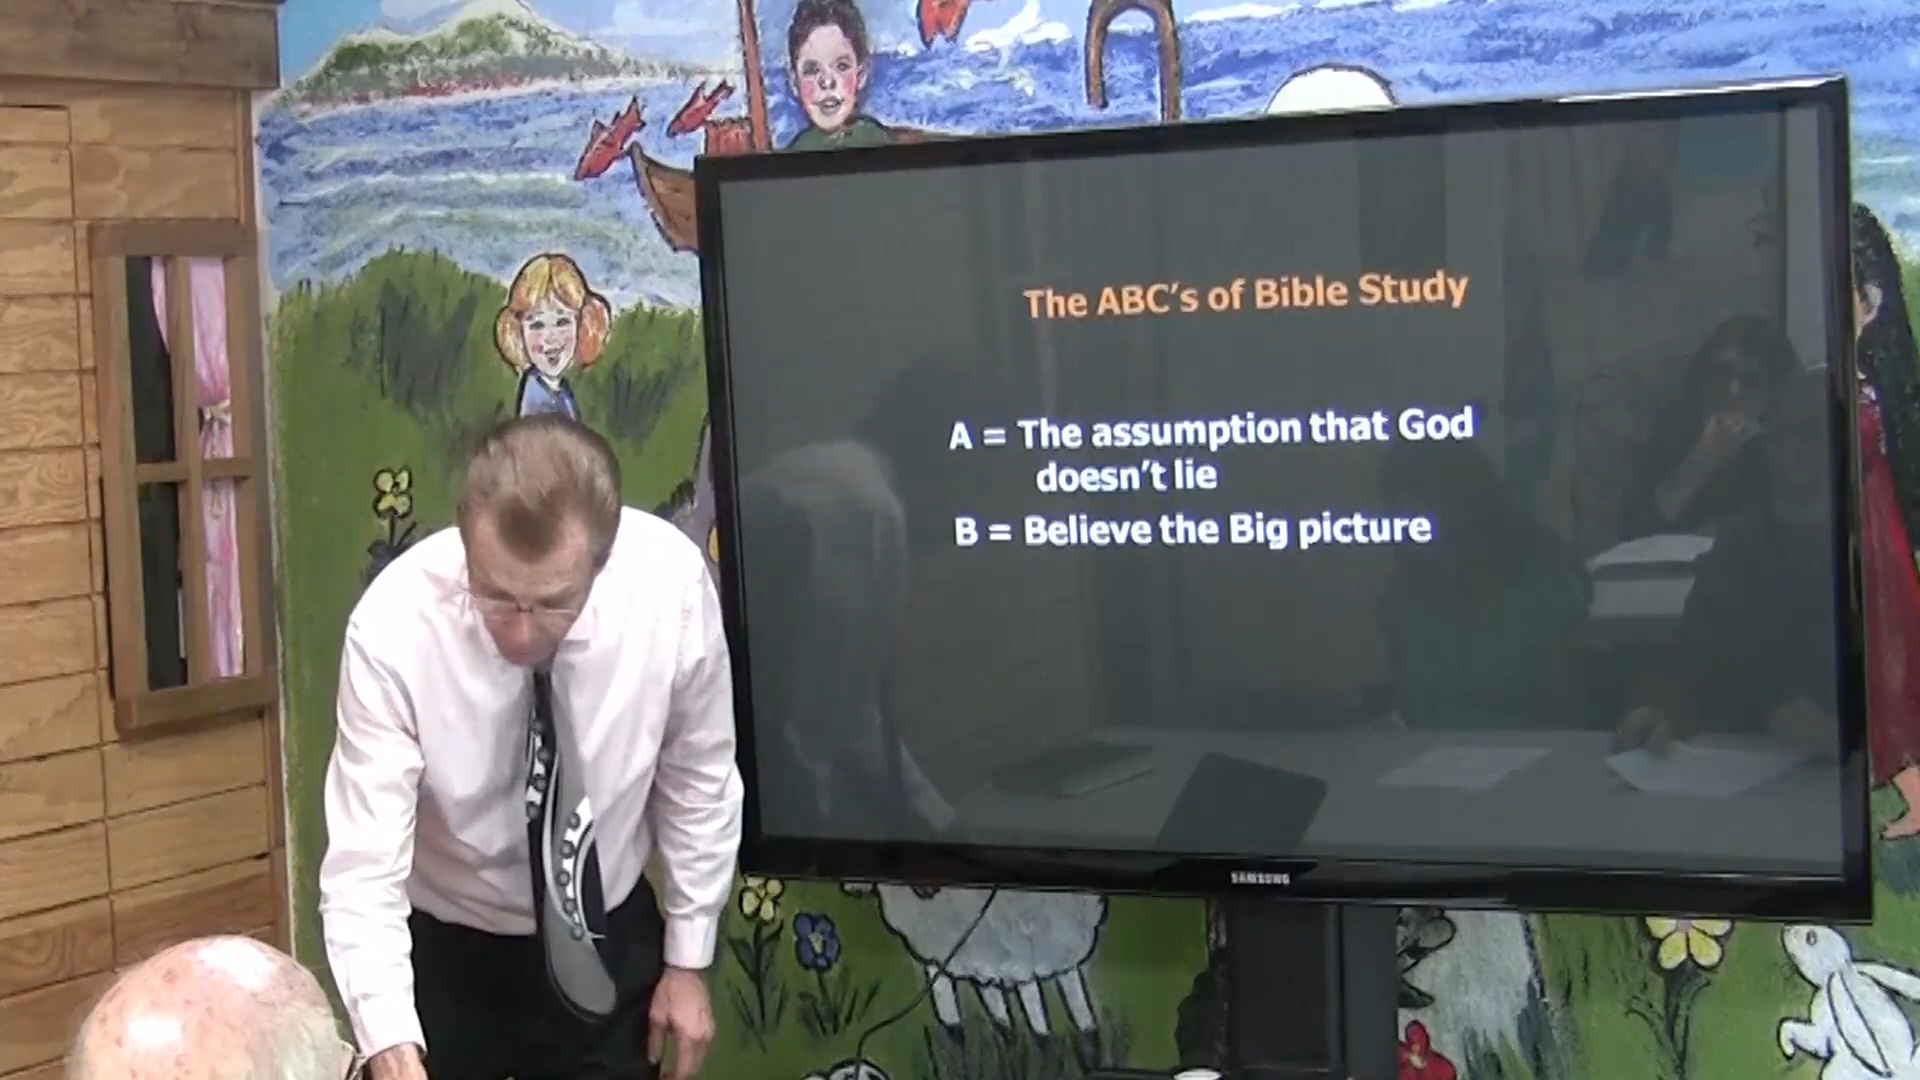 The ABC's of Bible Study
A = The assumption that God
doesn't lie
B = Believe the Big picture
SAMSUNG